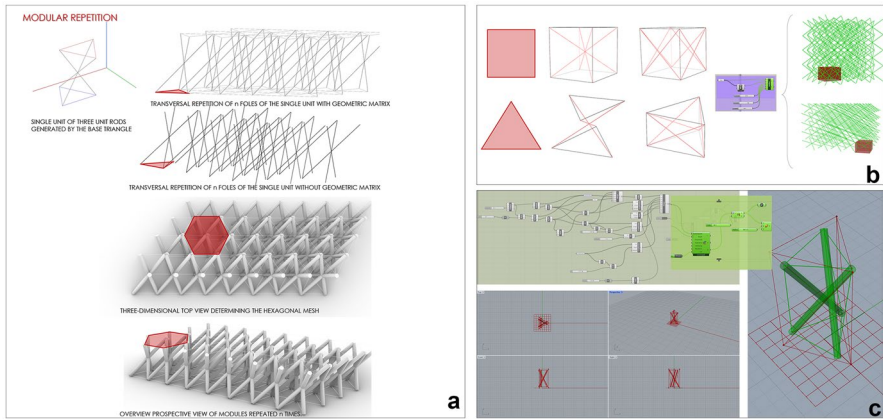 MODULAR REPETITION
TRANSVERSAL REPETITION OF n FOLES OF THE SINGLE UNIT WITH GEOMETRIC MATRIX
SINGLE UNIT OF THREE UNIT RODS
GENERATED BY THE BASE TRIANGLE
TRANSVERSAL REPETITION OF n FOLES OF THE SINGLE UNIT WITHOUT GEOMETRIC MATRIX
THREE-DIMENSIONAL TOP VIEW DETERMINING THE HEXAGONAL MESH
OVERVIEW PROSPECTIVE VIEW OF MODULES REPEATED n TIMES
a
b
c